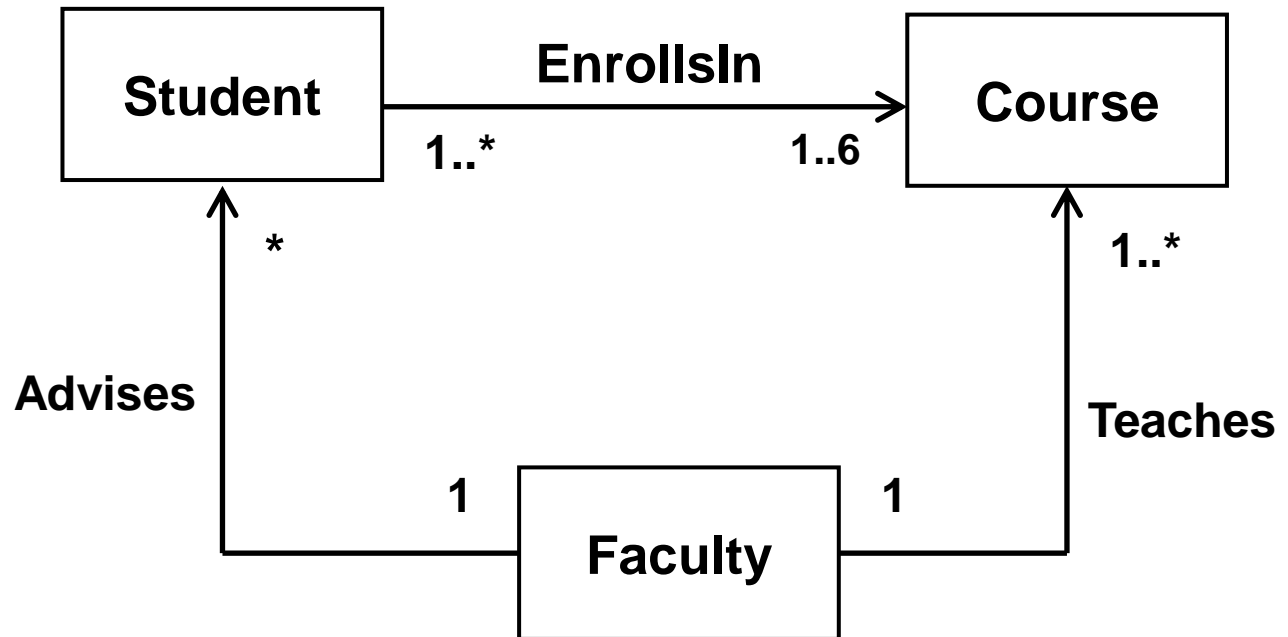 EnrollsIn
Student
Course
1..*
1..6
*
1..*
Advises
Teaches
1
1
Faculty